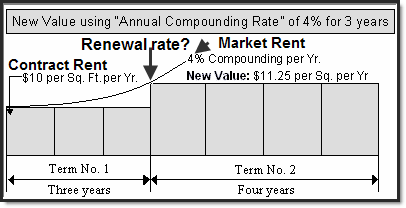 New Value using "Annual Compounding Rate" of 4% for 3 years
Renewal rate?
Market Rent
4% Compounding per Yr.
Contract Rent
$10 per Sq. Ft. per Yr.
New Value: $11.25 per Sq. per Yr
Term No. 1
Term No. 2
Three years
Four years